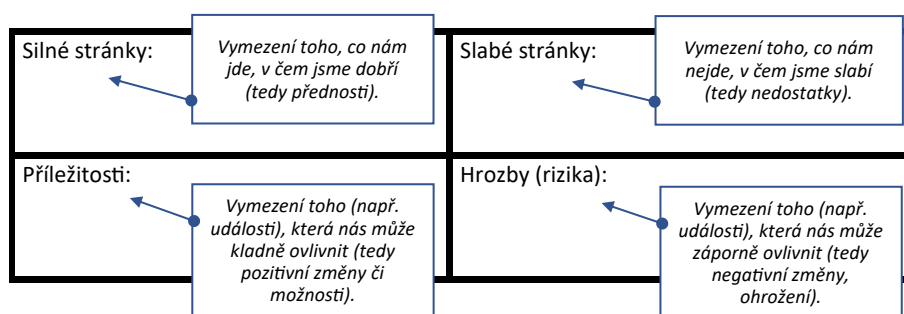 Silné stránky:
Vymezení toho, co nám
jde, v čem jsme dobří
(tedy přednosti).
Slabé stránky:
Vymezení toho, co nám
nejde, v čem jsme slabí
(tedy nedostatky).
Příležitosti:
Vymezení toho (např.
události), která nás může
kladně ovlivnit (tedy
pozitivní změny či
možnosti).
Hrozby (rizika):
Vymezení toho (např.
události), která nás může
záporně ovlivnit (tedy
negativní změny,
ohrožení).